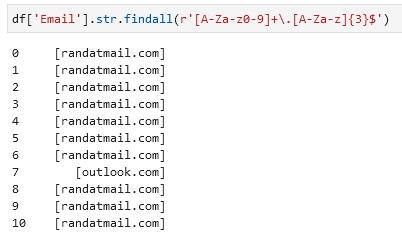 df['Email'].str.findall(r'[A-Za-z0-9]+\.[A-Za-z]{3}$')
0 [randatmail.com]
1 [randatmail.com]
2 [randatmail.com]
3 [randatmail.com]
4 [randatmail.com]
5 [randatmail.com]
6 [randatmail.com]
7 [outlook.com]
8 [randatmail.com]
9 [randatmail.com]
10 [randatmail.com]